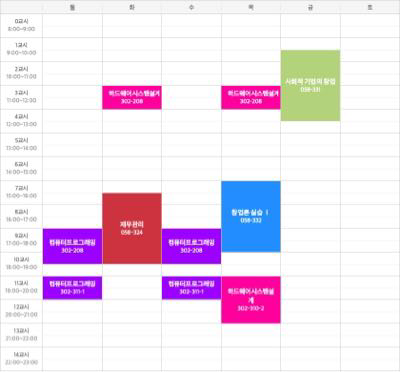 월 화 수 목 금 토
0교시
8:00~9:00
1교시
9:00~10:00
사회적 기업과 창업
058-331
2교시
10:00~11:00
3교시
11:00~12:00
하드웨어시스템설계
302-208
하드웨어시스템설계
302-208
4교시
12:00~13:00
5교시
13:00~14:00
6교시
14:00~15:00
7교시
15:00~16:00
8교시
16:00~17:00
재무관리
058-324
창업론 실습 1
058-332
9교시
17:00~18:00
컴퓨터프로그래밍
302-208
컴퓨터프로그래밍
302-208
10교시
18:00~19:00
11교시
19:00~20:00
컴퓨터프로그래밍
302-311-1
컴퓨터프로그래밍
302-311-1
하드웨어시스템설
계
302-310-2
12교시
20:00~21:00
13교시
21:00~22:00
14교시
22:00~23:00